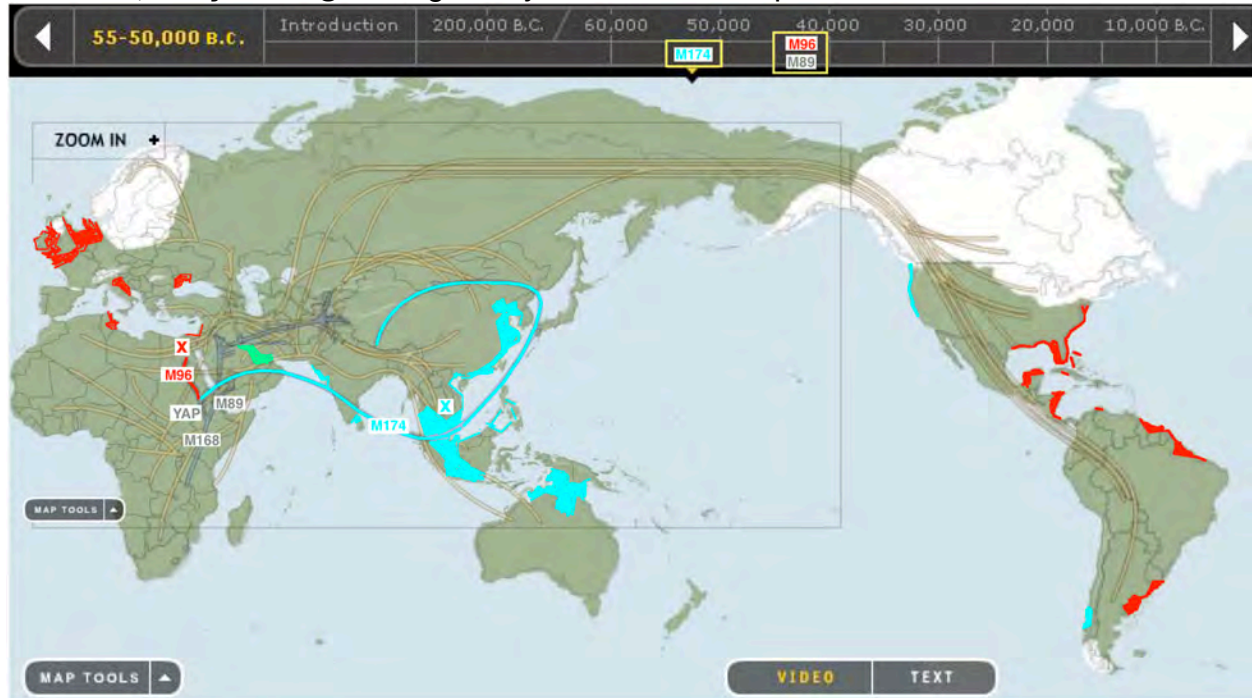 55-50,000 B.C.
Introduction
200,000 B.C.
60,000
50,000
40,000
30,000
20,000
10,000 B.C.
M174
M96
M89
ZOOM IN +
X
M96
YAP
M89
M168
M174
X
MAP TOOLS
MAP TOOLS
VIDEO
TEXT